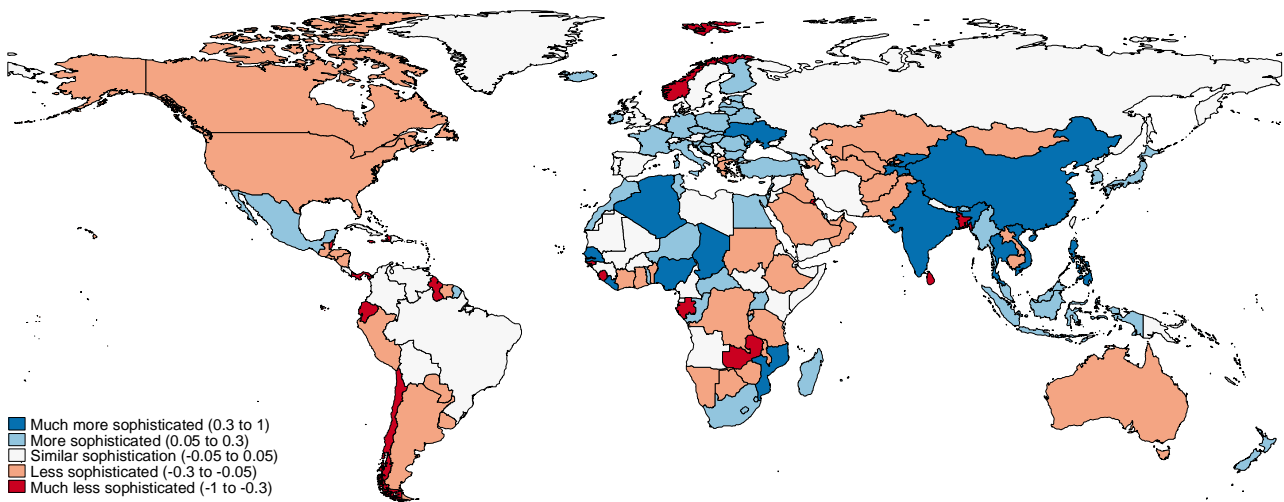 Much more sophisticated (0.3 to 1)
More sophisticated (0.05 to 0.3)
Similar sophistication (-0.05 to 0.05)
Less sophisticated (-0.3 to -0.05)
Much less sophisticated (-1 to -0.3)